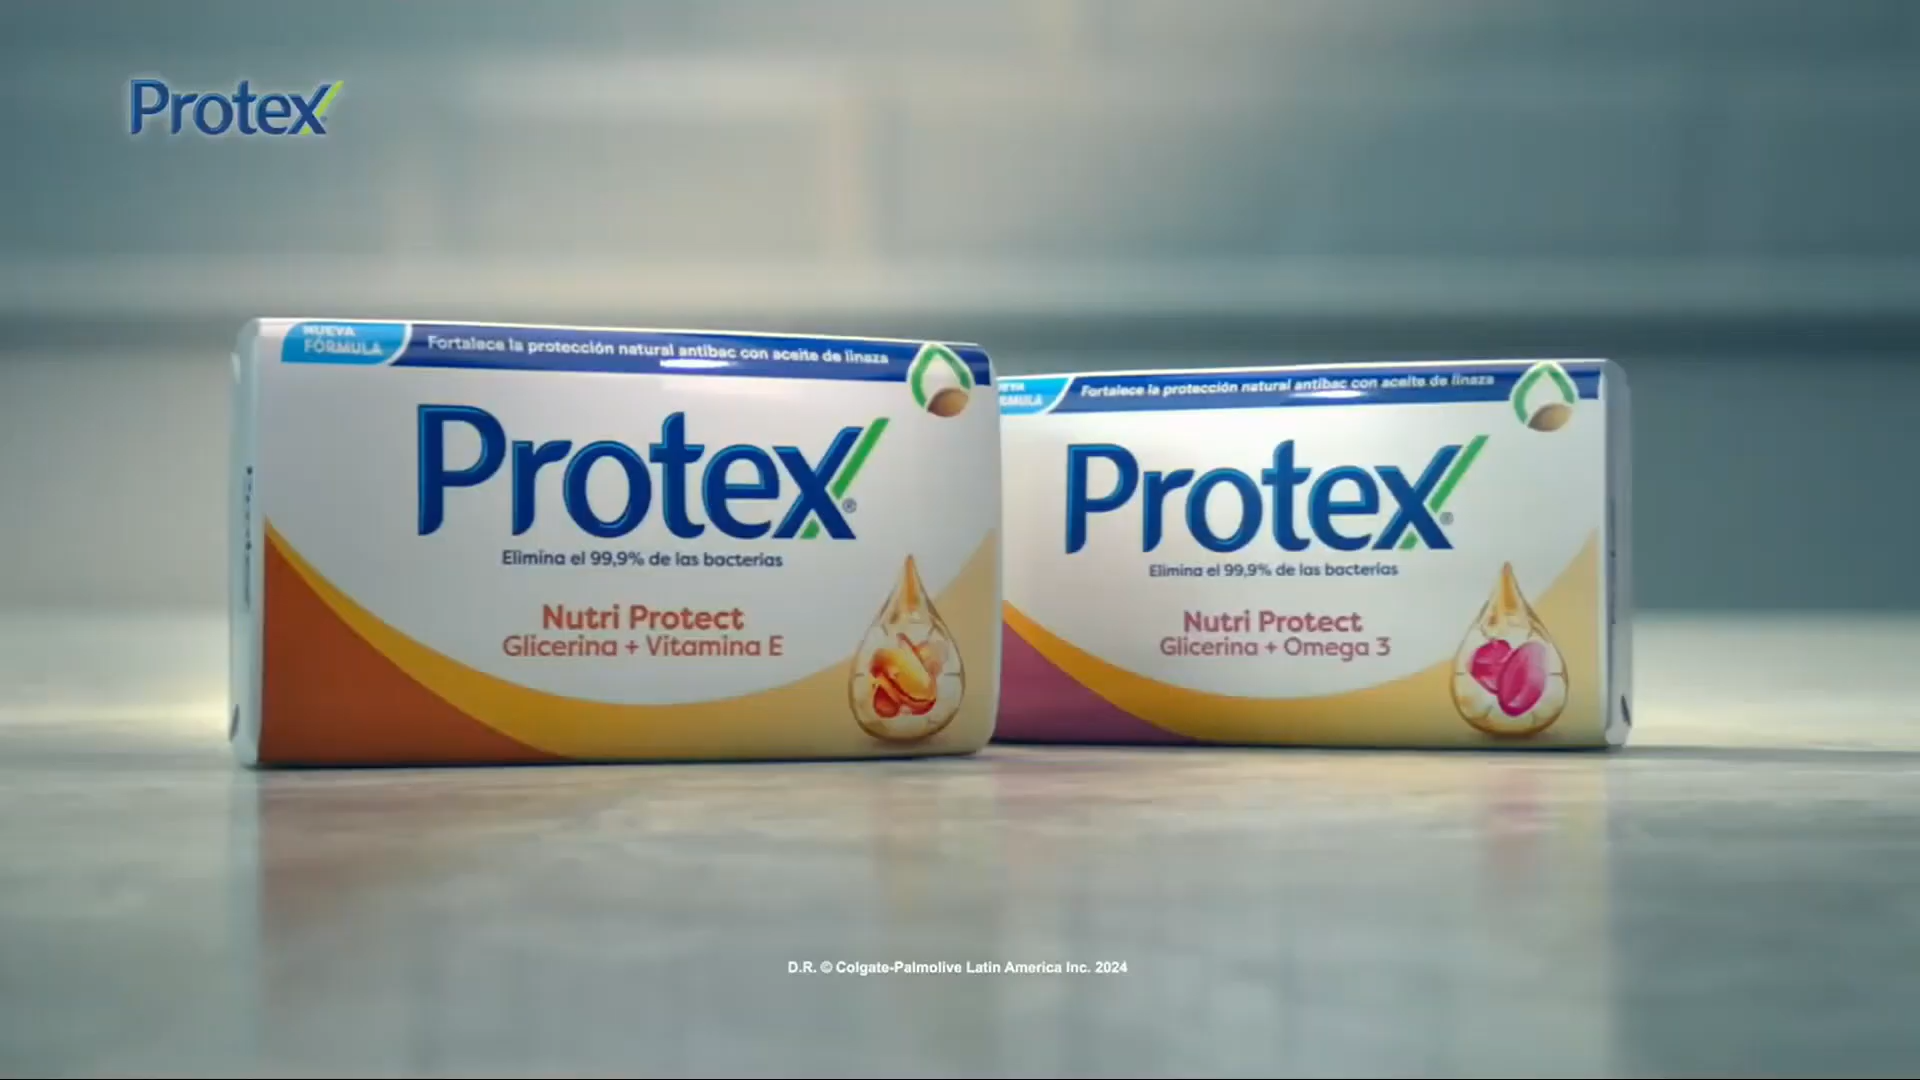 Protex
NUEVA
FÓRMULA
Fortalece la protección natural antibac con aceite de linaza
Protex
Elimina el 99,9% de las bacterias
Nutri Protect
Glicerina + Vitamina E
Fortalece la protección natural antibac con aceite de linaza
Protex
Elimina el 99,9% de las bacterias
Nutri Protect
Glicerina + Omega 3
D.R. © Colgate-Palmolive Latin America Inc. 2024